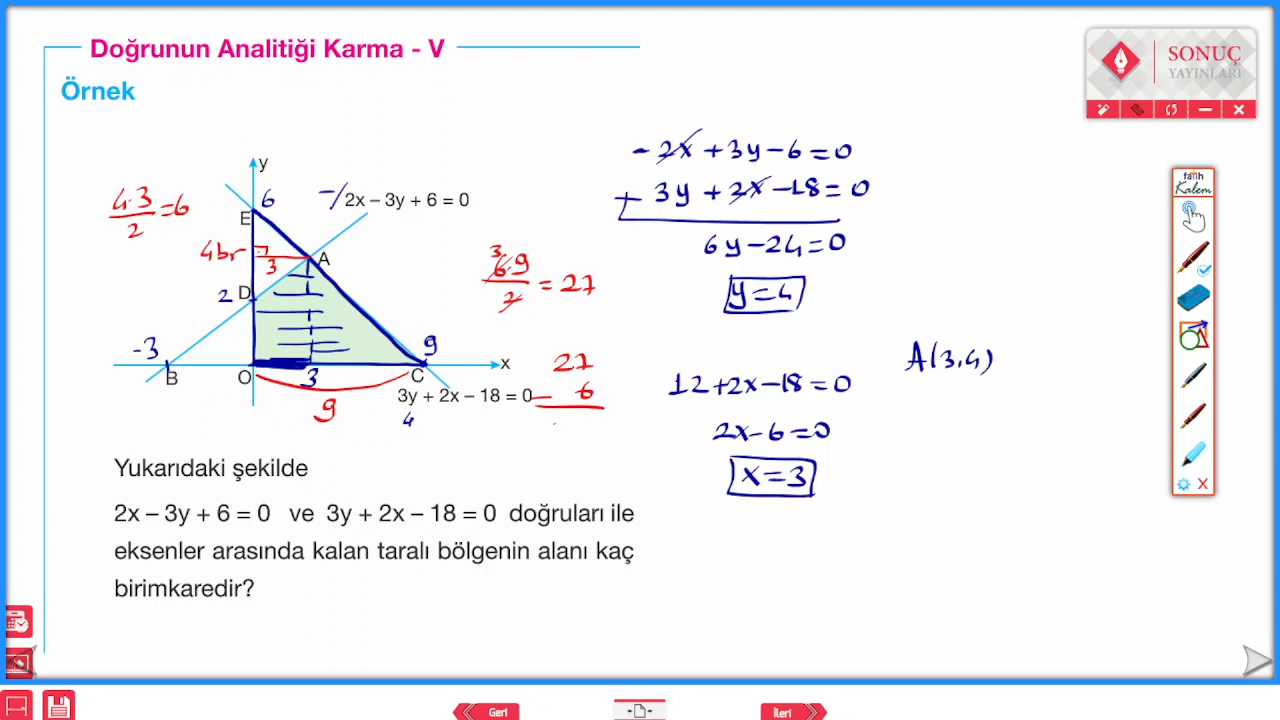 Doğrunun Analitiği Karma - V
Örnek
SONUÇ
YAYINLARI
fatih
Kalem
y
6
E
2x – 3y + 6 = 0
4·3/2 = 6
4br
3
A
2
D
-3
B
O
3
9
C
x
9
3y + 2x – 18 = 0
4
6·9/2 = 27
3
27
- 6
- 2x + 3y - 6 = 0
+ 3y + 2x - 18 = 0
6y - 24 = 0
y = 4
12 + 2x - 18 = 0
2x - 6 = 0
x = 3
A(3,4)
Yukarıdaki şekilde
2x – 3y + 6 = 0 ve 3y + 2x – 18 = 0 doğruları ile
eksenler arasında kalan taralı bölgenin alanı kaç
birimkaredir?
Geri
İleri